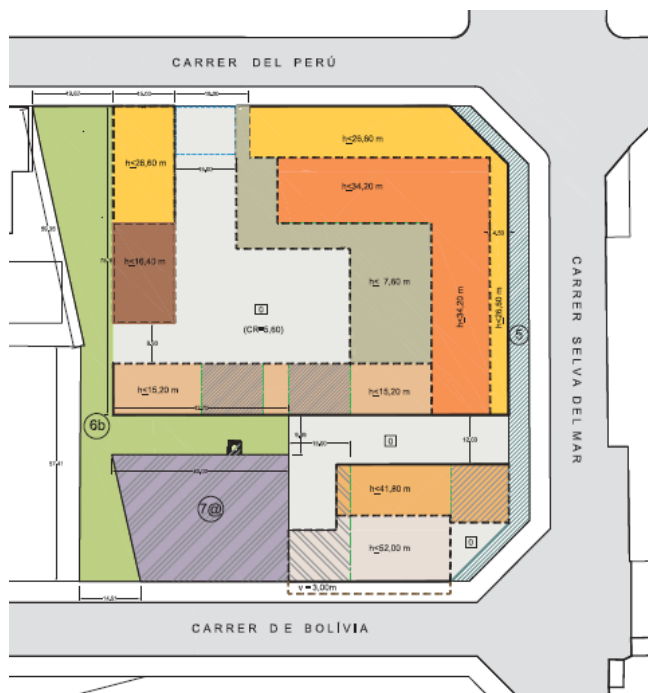 CARRER DEL PERÚ
h<26,60 m
h<26,60 m
h<34,20 m
h<16,40 m
h< 7,60 m
4,50
0
(CR=5,60)
h<34,20 m
h<26,60 m
5
CARRER SELVA DEL MAR
h<15,20 m
h<15,20 m
6b
0
7@
h<41,80 m
h<52,00 m
0
v = 3,00m
CARRER DE BOLÍVIA